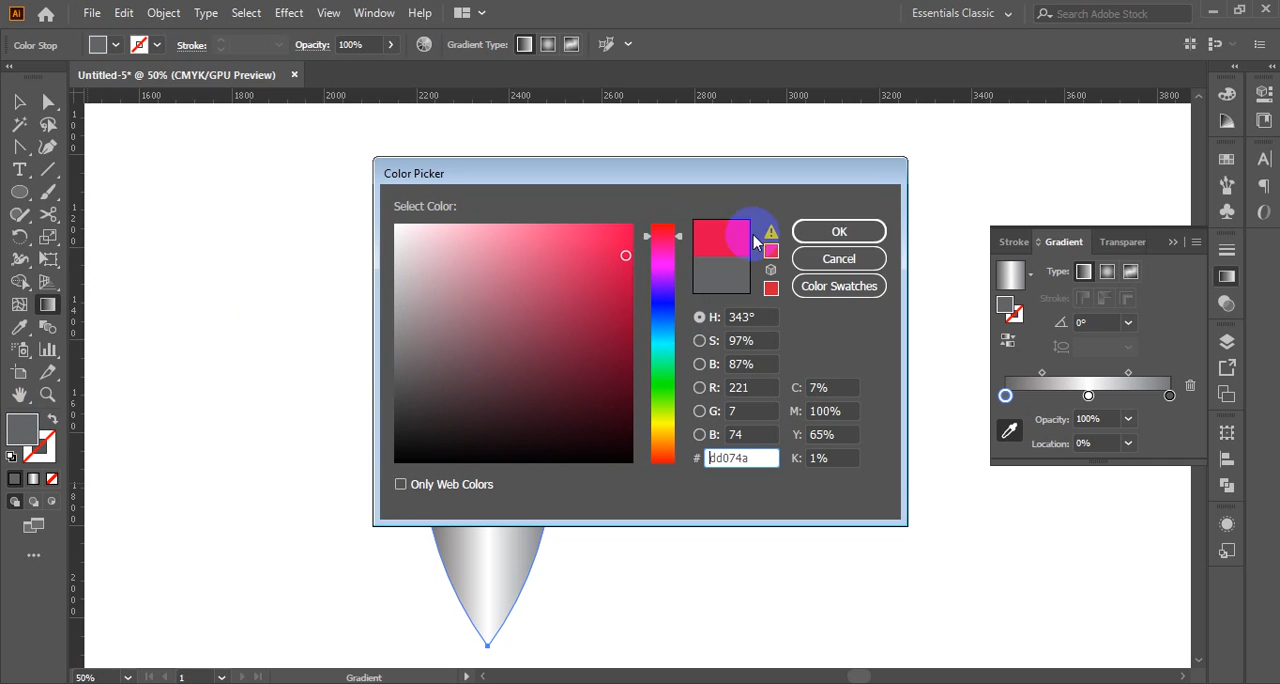 Ai File Edit Object Type Select Effect View Window Help Essentials Classic Search Adobe Stock
Color Stop Stroke: Opacity: 100% Gradient Type:
Untitled-5* @ 50% (CMYK/GPU Preview)
1600 1800 2000 2200 2400 2600 2800 3000 3200 3400 3600 3800
Color Picker
Select Color:
OK
Cancel
Color Swatches
H: 343°
S: 97%
B: 87%
R: 221 C: 7%
G: 7 M: 100%
B: 74 Y: 65%
# dd074a K: 1%
Only Web Colors
Stroke Gradient Transparer
Type:
Stroke:
0°
Opacity: 100%
Location: 0%
50% 1 Gradient